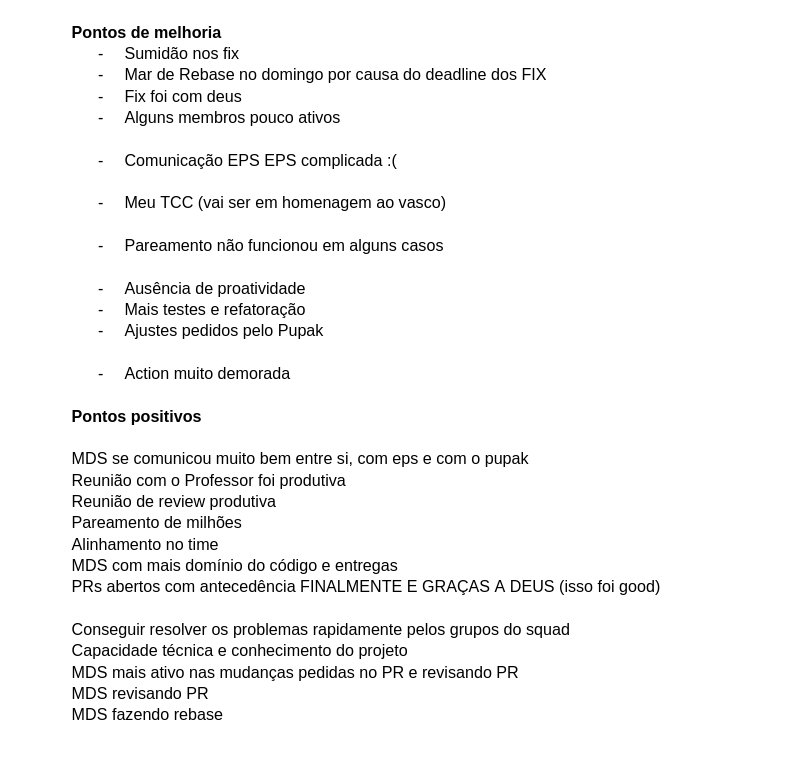 Pontos de melhoria
- Sumidão nos fix
- Mar de Rebase no domingo por causa do deadline dos FIX
- Fix foi com deus
- Alguns membros pouco ativos
- Comunicação EPS EPS complicada :(
- Meu TCC (vai ser em homenagem ao vasco)
- Pareamento não funcionou em alguns casos
- Ausência de proatividade
- Mais testes e refatoração
- Ajustes pedidos pelo Pupak
- Action muito demorada
Pontos positivos
MDS se comunicou muito bem entre si, com eps e com o pupak
Reunião com o Professor foi produtiva
Reunião de review produtiva
Pareamento de milhões
Alinhamento no time
MDS com mais domínio do código e entregas
PRs abertos com antecedência FINALMENTE E GRAÇAS A DEUS (isso foi good)
Conseguir resolver os problemas rapidamente pelos grupos do squad
Capacidade técnica e conhecimento do projeto
MDS mais ativo nas mudanças pedidas no PR e revisando PR
MDS revisando PR
MDS fazendo rebase